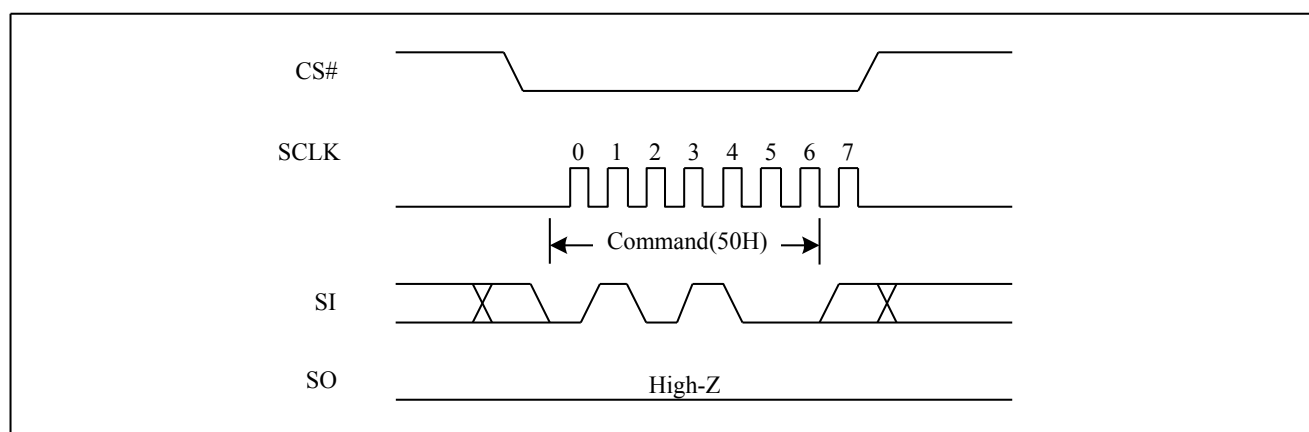 CS#
SCLK
0 1 2 3 4 5 6 7
Command(50H)
SI
SO
High-Z